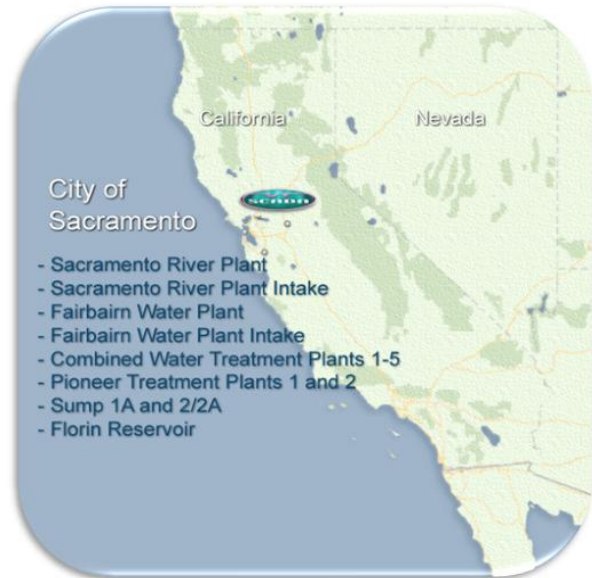 California
Nevada
SCADA
City of
Sacramento
- Sacramento River Plant
- Sacramento River Plant Intake
- Fairbairn Water Plant
- Fairbairn Water Plant Intake
- Combined Water Treatment Plants 1-5
- Pioneer Treatment Plants 1 and 2
- Sump 1A and 2/2A
- Florin Reservoir